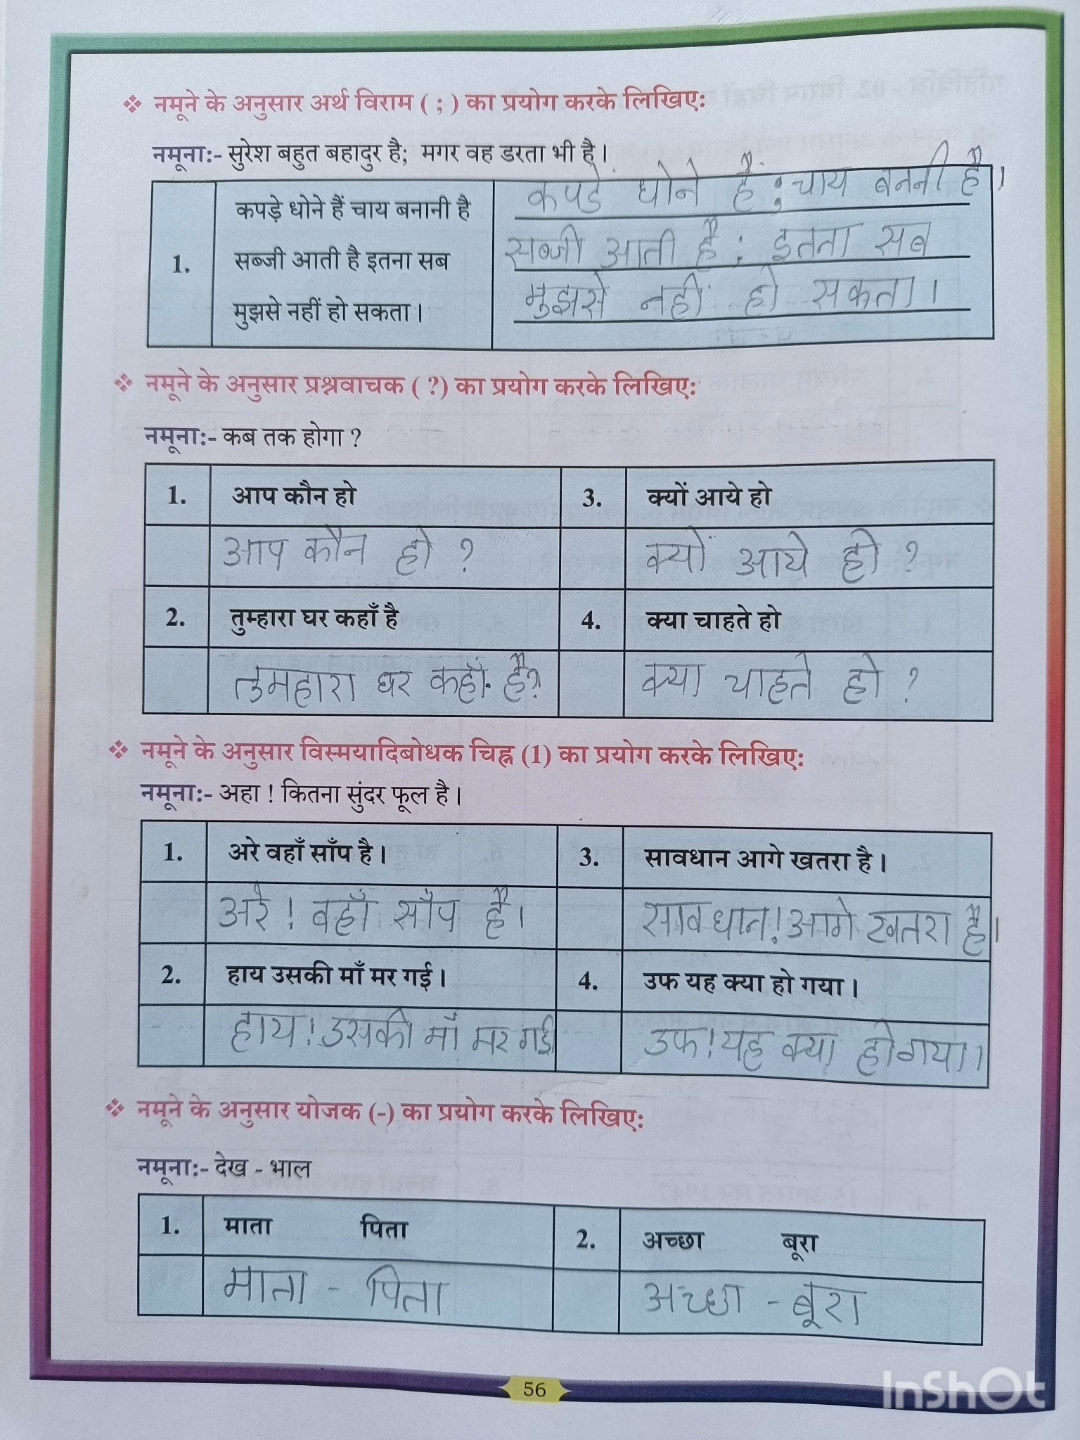 ❖ नमूने के अनुसार अर्थ विराम ( ; ) का प्रयोग करके लिखिए:
नमूना:- सुरेश बहुत बहादुर है; मगर वह डरता भी है।
1.
कपड़े धोने हैं चाय बनानी है
सब्जी आती है इतना सब
मुझसे नहीं हो सकता।
कपडे धोने हैं ; चाय बननी है।
सब्जी आती है ; इतना सब
मुझसे नहीं हो सकता।
❖ नमूने के अनुसार प्रश्नवाचक ( ?) का प्रयोग करके लिखिए:
नमूना:- कब तक होगा ?
1. आप कौन हो 3. क्यों आये हो
आप कौन हो ? क्यों आये हो ?
2. तुम्हारा घर कहाँ है 4. क्या चाहते हो
तुमहारा घर कहाँ है? क्या चाहते हो ?
❖ नमूने के अनुसार विस्मयादिबोधक चिह्न (1) का प्रयोग करके लिखिए:
नमूना:- अहा ! कितना सुंदर फूल है।
1. अरे वहाँ साँप है। 3. सावधान आगे खतरा है।
अरे ! वहाँ साँप है। सावधान! आगे खतरा है।
2. हाय उसकी माँ मर गई। 4. उफ यह क्या हो गया।
हाय! उसकी माँ मर गई उफ! यह क्या हो गया।
❖ नमूने के अनुसार योजक (-) का प्रयोग करके लिखिए:
नमूना:- देख - भाल
1. माता पिता 2. अच्छा बूरा
माता - पिता अच्छा - बूरा
56
InShOt